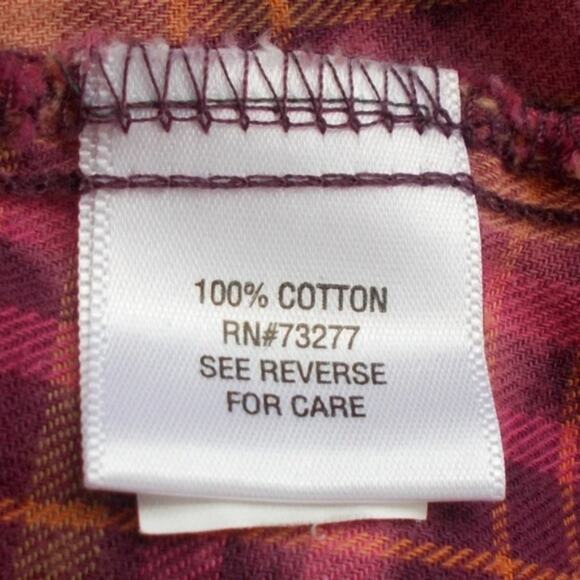 100% COTTON
RN#73277
SEE REVERSE
FOR CARE